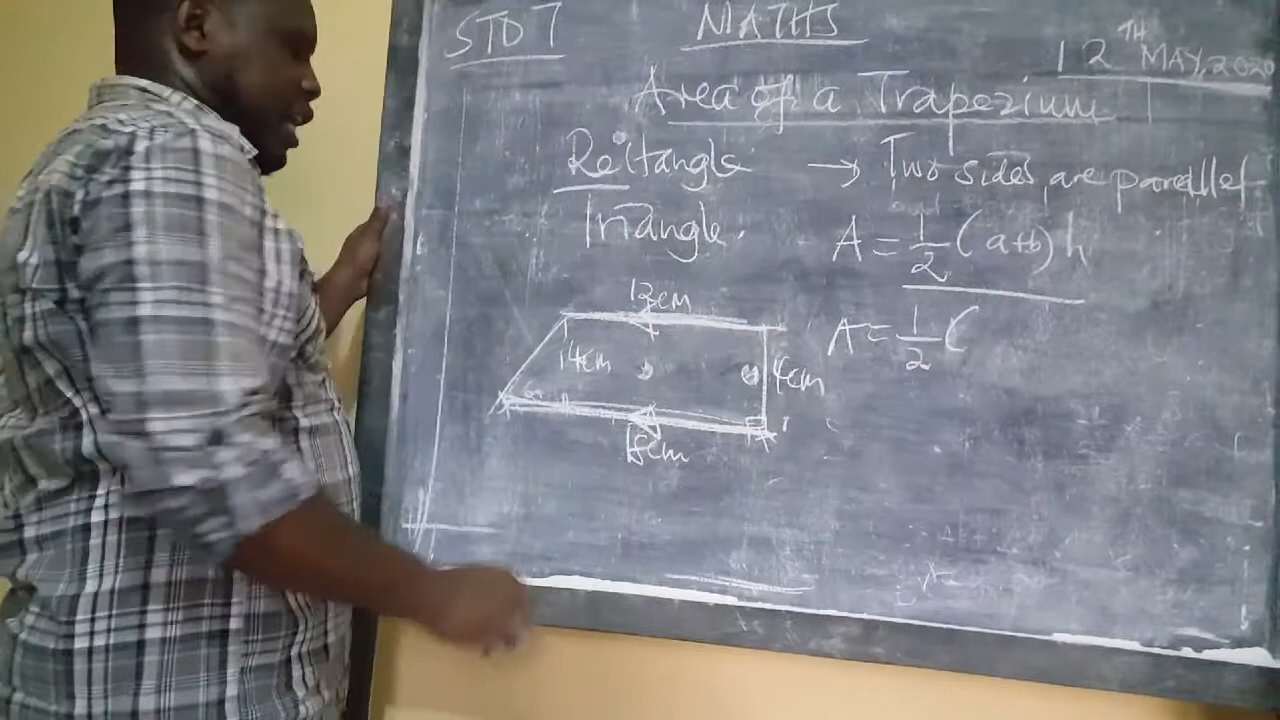 STD 7
MATHS
12TH MAY, 2020
Area of a Trapezium
Rectangle → Two sides are parallel
Triangle.
A = 1/2 (a+b) h
12cm
A = 1/2 (
4cm
4cm
18cm